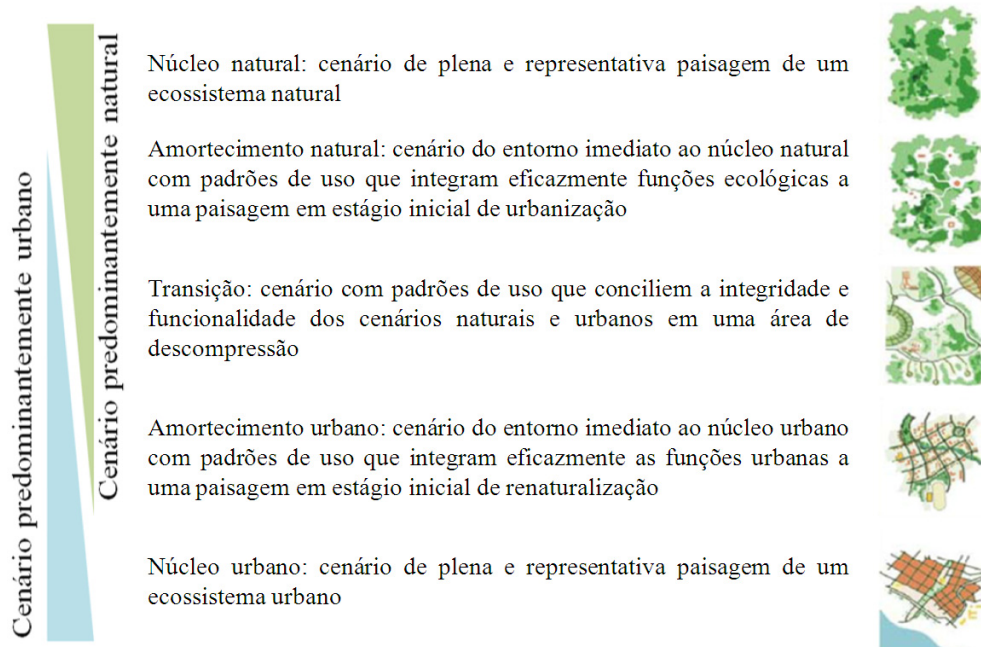 Cenário predominantemente urbano
Cenário predominantemente natural
Núcleo natural: cenário de plena e representativa paisagem de um
ecossistema natural
Amortecimento natural: cenário do entorno imediato ao núcleo natural
com padrões de uso que integram eficazmente funções ecológicas a
uma paisagem em estágio inicial de urbanização
Transição: cenário com padrões de uso que conciliem a integridade e
funcionalidade dos cenários naturais e urbanos em uma área de
descompressão
Amortecimento urbano: cenário do entorno imediato ao núcleo urbano
com padrões de uso que integram eficazmente as funções urbanas a
uma paisagem em estágio inicial de renaturalização
Núcleo urbano: cenário de plena e representativa paisagem de um
ecossistema urbano